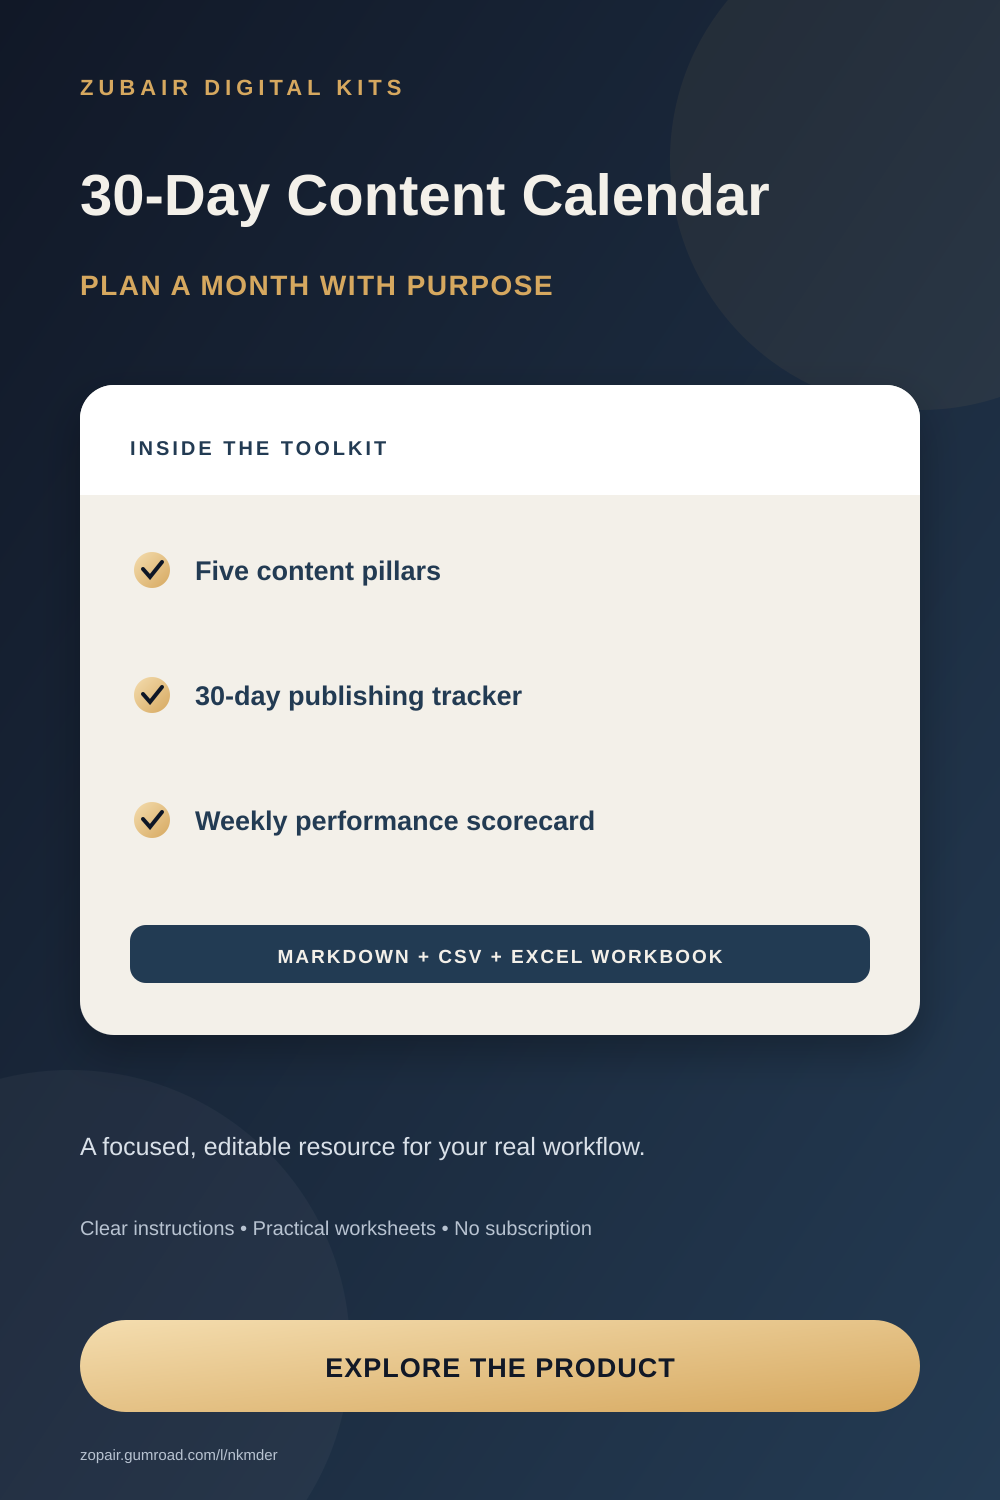 ZUBAIR DIGITAL KITS
30-Day Content Calendar
PLAN A MONTH WITH PURPOSE
INSIDE THE TOOLKIT
Five content pillars
30-day publishing tracker
Weekly performance scorecard
MARKDOWN + CSV + EXCEL WORKBOOK
A focused, editable resource for your real workflow.
Clear instructions • Practical worksheets • No subscription
EXPLORE THE PRODUCT
zopair.gumroad.com/l/nkmder